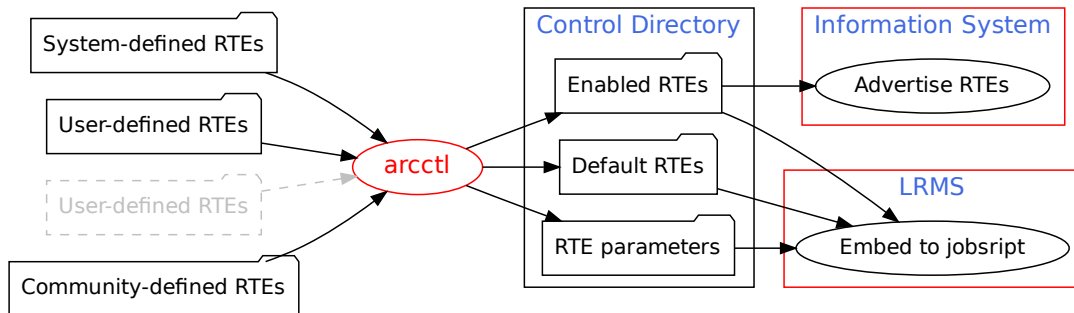 System-defined RTEs
User-defined RTEs
User-defined RTEs
Community-defined RTEs
arcctl
Control Directory
Enabled RTEs
Default RTEs
RTE parameters
Information System
Advertise RTEs
LRMS
Embed to jobsript